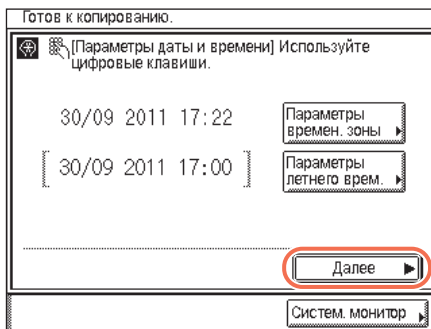 Готов к копированию.
[Параметры даты и времени] Используйте
цифровые клавиши.
30/09 2011 17:22
Параметры
времен. зоны
[ 30/09 2011 17:00 ]
Параметры
летнего врем.
Далее
Систем. монитор